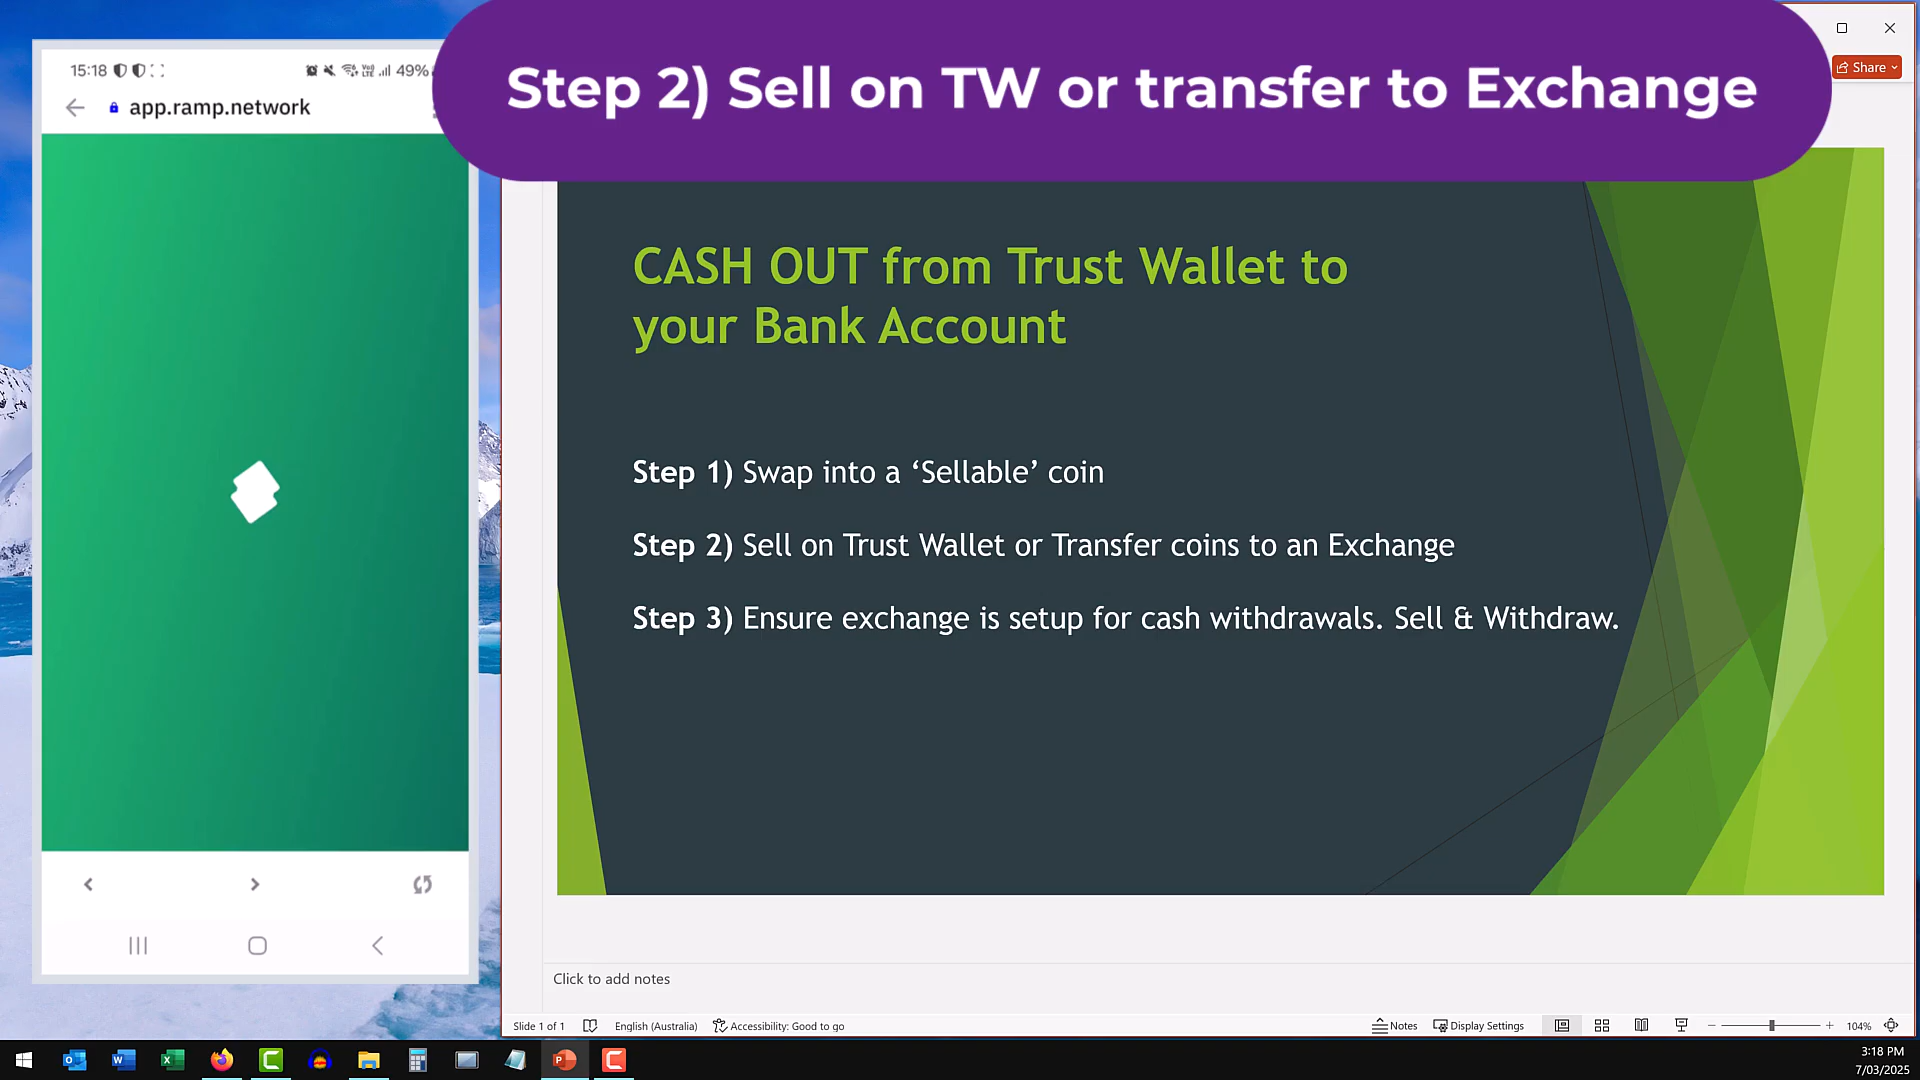 Step 2) Sell on TW or transfer to Exchange
15:18
49%
app.ramp.network
Share
CASH OUT from Trust Wallet to
your Bank Account
Step 1) Swap into a ‘Sellable’ coin
Step 2) Sell on Trust Wallet or Transfer coins to an Exchange
Step 3) Ensure exchange is setup for cash withdrawals. Sell & Withdraw.
Click to add notes
Slide 1 of 1
English (Australia)
Accessibility: Good to go
Notes
Display Settings
104%
3:18 PM
7/03/2025